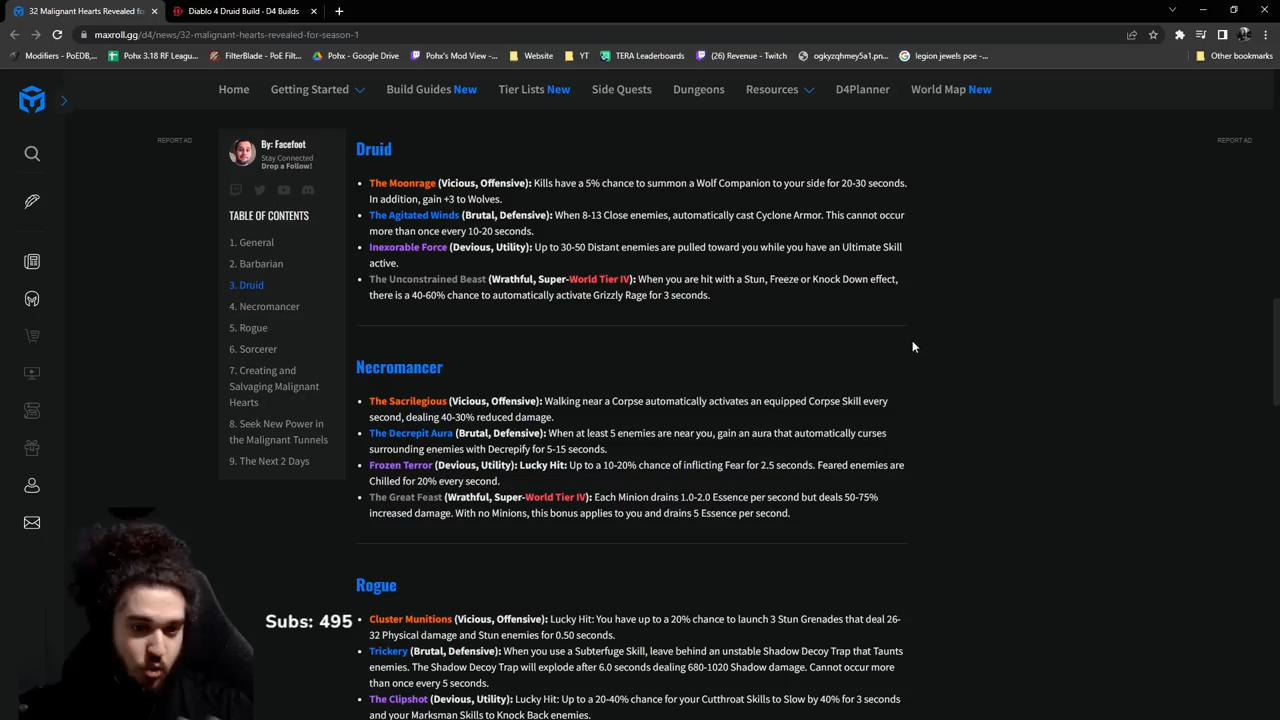 32 Malignant Hearts Revealed for
Diablo 4 Druid Build - D4 Builds
maxroll.gg/d4/news/32-malignant-hearts-revealed-for-season-1
Modifiers - PoEDB,...
Pohx 3.18 RF Leagu...
FilterBlade - PoE Filt...
Pohx - Google Drive
Pohx's Mod View -...
Website
YT
TERA Leaderboards
(26) Revenue - Twitch
ogkyzqhmey5a1.pn...
legion jewels poe -...
Other bookmarks
Home
Getting Started
Build Guides New
Tier Lists New
Side Quests
Dungeons
Resources
D4Planner
World Map New
REPORT AD
REPORT AD
By: Facefoot
Stay Connected
Drop a Follow!
TABLE OF CONTENTS
1. General
2. Barbarian
3. Druid
4. Necromancer
5. Rogue
6. Sorcerer
7. Creating and
Salvaging Malignant
Hearts
8. Seek New Power in
the Malignant Tunnels
9. The Next 2 Days
Druid
• The Moonrage (Vicious, Offensive): Kills have a 5% chance to summon a Wolf Companion to your side for 20-30 seconds.
In addition, gain +3 to Wolves.
• The Agitated Winds (Brutal, Defensive): When 8-13 Close enemies, automatically cast Cyclone Armor. This cannot occur
more than once every 10-20 seconds.
• Inexorable Force (Devious, Utility): Up to 30-50 Distant enemies are pulled toward you while you have an Ultimate Skill
active.
• The Unconstrained Beast (Wrathful, Super-World Tier IV): When you are hit with a Stun, Freeze or Knock Down effect,
there is a 40-60% chance to automatically activate Grizzly Rage for 3 seconds.
Necromancer
• The Sacrilegious (Vicious, Offensive): Walking near a Corpse automatically activates an equipped Corpse Skill every
second, dealing 40-30% reduced damage.
• The Decrepit Aura (Brutal, Defensive): When at least 5 enemies are near you, gain an aura that automatically curses
surrounding enemies with Decrepify for 5-15 seconds.
• Frozen Terror (Devious, Utility): Lucky Hit: Up to a 10-20% chance of inflicting Fear for 2.5 seconds. Feared enemies are
Chilled for 20% every second.
• The Great Feast (Wrathful, Super-World Tier IV): Each Minion drains 1.0-2.0 Essence per second but deals 50-75%
increased damage. With no Minions, this bonus applies to you and drains 5 Essence per second.
Rogue
• Cluster Munitions (Vicious, Offensive): Lucky Hit: You have up to a 20% chance to launch 3 Stun Grenades that deal 26-
32 Physical damage and Stun enemies for 0.50 seconds.
• Trickery (Brutal, Defensive): When you use a Subterfuge Skill, leave behind an unstable Shadow Decoy Trap that Taunts
enemies. The Shadow Decoy Trap will explode after 6.0 seconds dealing 680-1020 Shadow damage. Cannot occur more
than once every 5 seconds.
• The Clipshot (Devious, Utility): Lucky Hit: Up to a 20-40% chance for your Cutthroat Skills to Slow by 40% for 3 seconds
and your Marksman Skills to Knock Back enemies.
Subs: 495